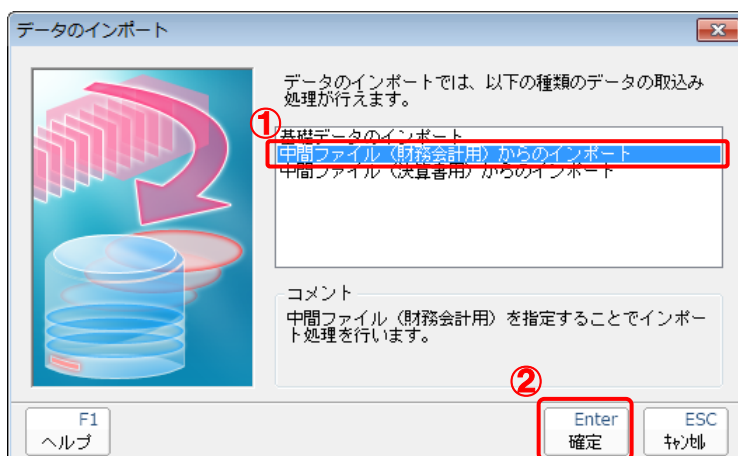 データのインポート
データのインポートでは、以下の種類のデータの取込み
処理が行えます。
①
基礎データのインポート
中間ファイル（財務会計用）からのインポート
中間ファイル（決算書用）からのインポート
コメント
中間ファイル（財務会計用）を指定することでインポー
ト処理を行います。
②
F1
ヘルプ
Enter
確定
ESC
ｷｬﾝｾﾙ